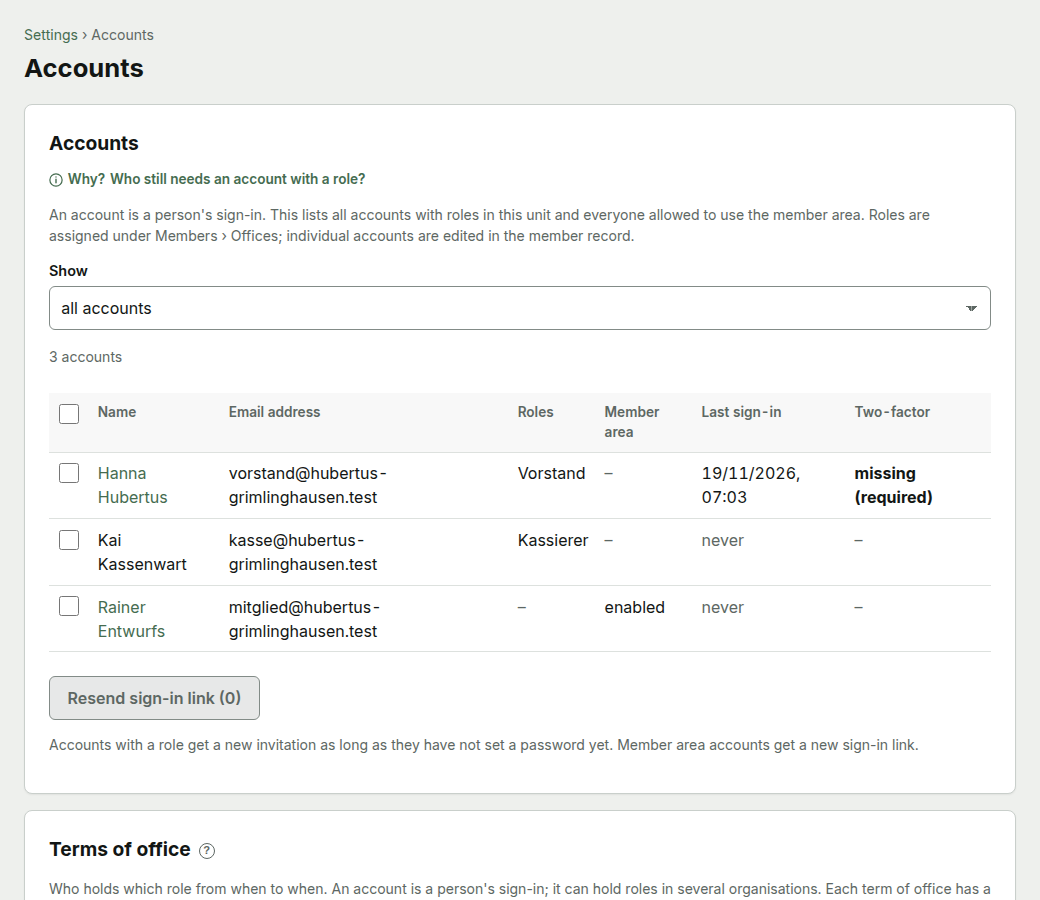 Settings › Accounts
Accounts
Accounts
Why? Who still needs an account with a role?
An account is a person's sign-in. This lists all accounts with roles in this unit and everyone allowed to use the member area. Roles are
assigned under Members › Offices; individual accounts are edited in the member record.
Show
all accounts
3 accounts
Name Email address Roles Member area Last sign-in Two-factor
Hanna Hubertus vorstand@hubertus-grimlinghausen.test Vorstand – 19/11/2026, 07:03 missing (required)
Kai Kassenwart kasse@hubertus-grimlinghausen.test Kassierer – never –
Rainer Entwurfs mitglied@hubertus-grimlinghausen.test – enabled never –
Resend sign-in link (0)
Accounts with a role get a new invitation as long as they have not set a password yet. Member area accounts get a new sign-in link.
Terms of office ?
Who holds which role from when to when. An account is a person's sign-in; it can hold roles in several organisations. Each term of office has a